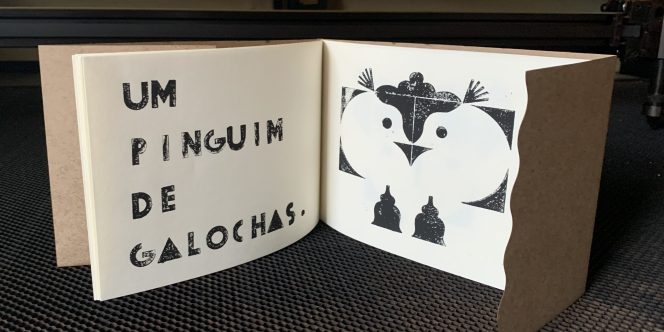 UM
PINGUIM
DE
GALOCHAS.